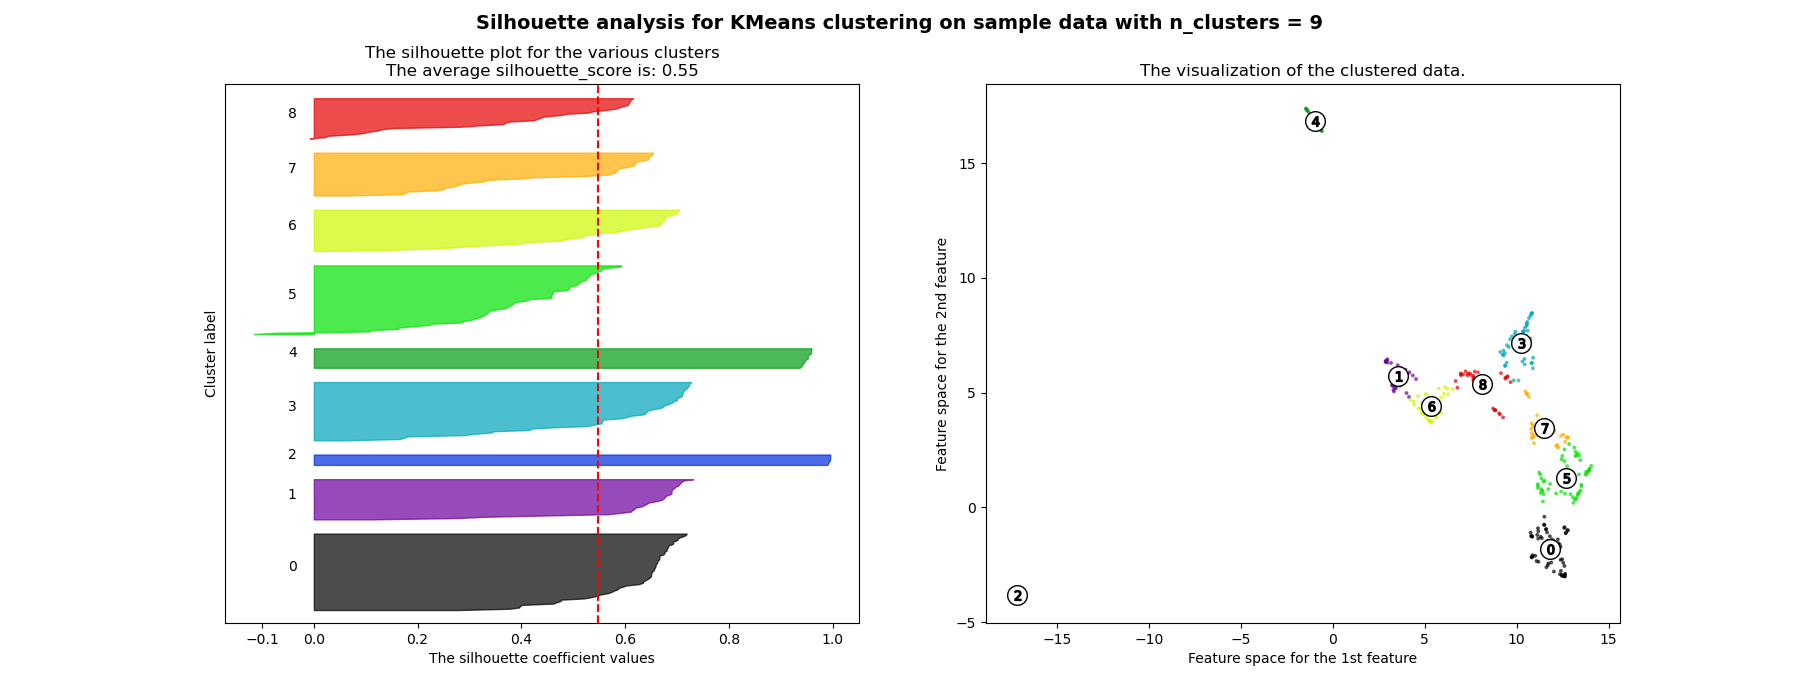 Silhouette analysis for KMeans clustering on sample data with n_clusters = 9
The silhouette plot for the various clusters
The average silhouette_score is: 0.55
8
7
6
5
4
3
2
1
0
Cluster label
−0.1 0.0 0.2 0.4 0.6 0.8 1.0
The silhouette coefficient values
The visualization of the clustered data.
15
10
5
0
−5
Feature space for the 2nd feature
4
3
1
8
6
7
5
0
2
−15 −10 −5 0 5 10 15
Feature space for the 1st feature